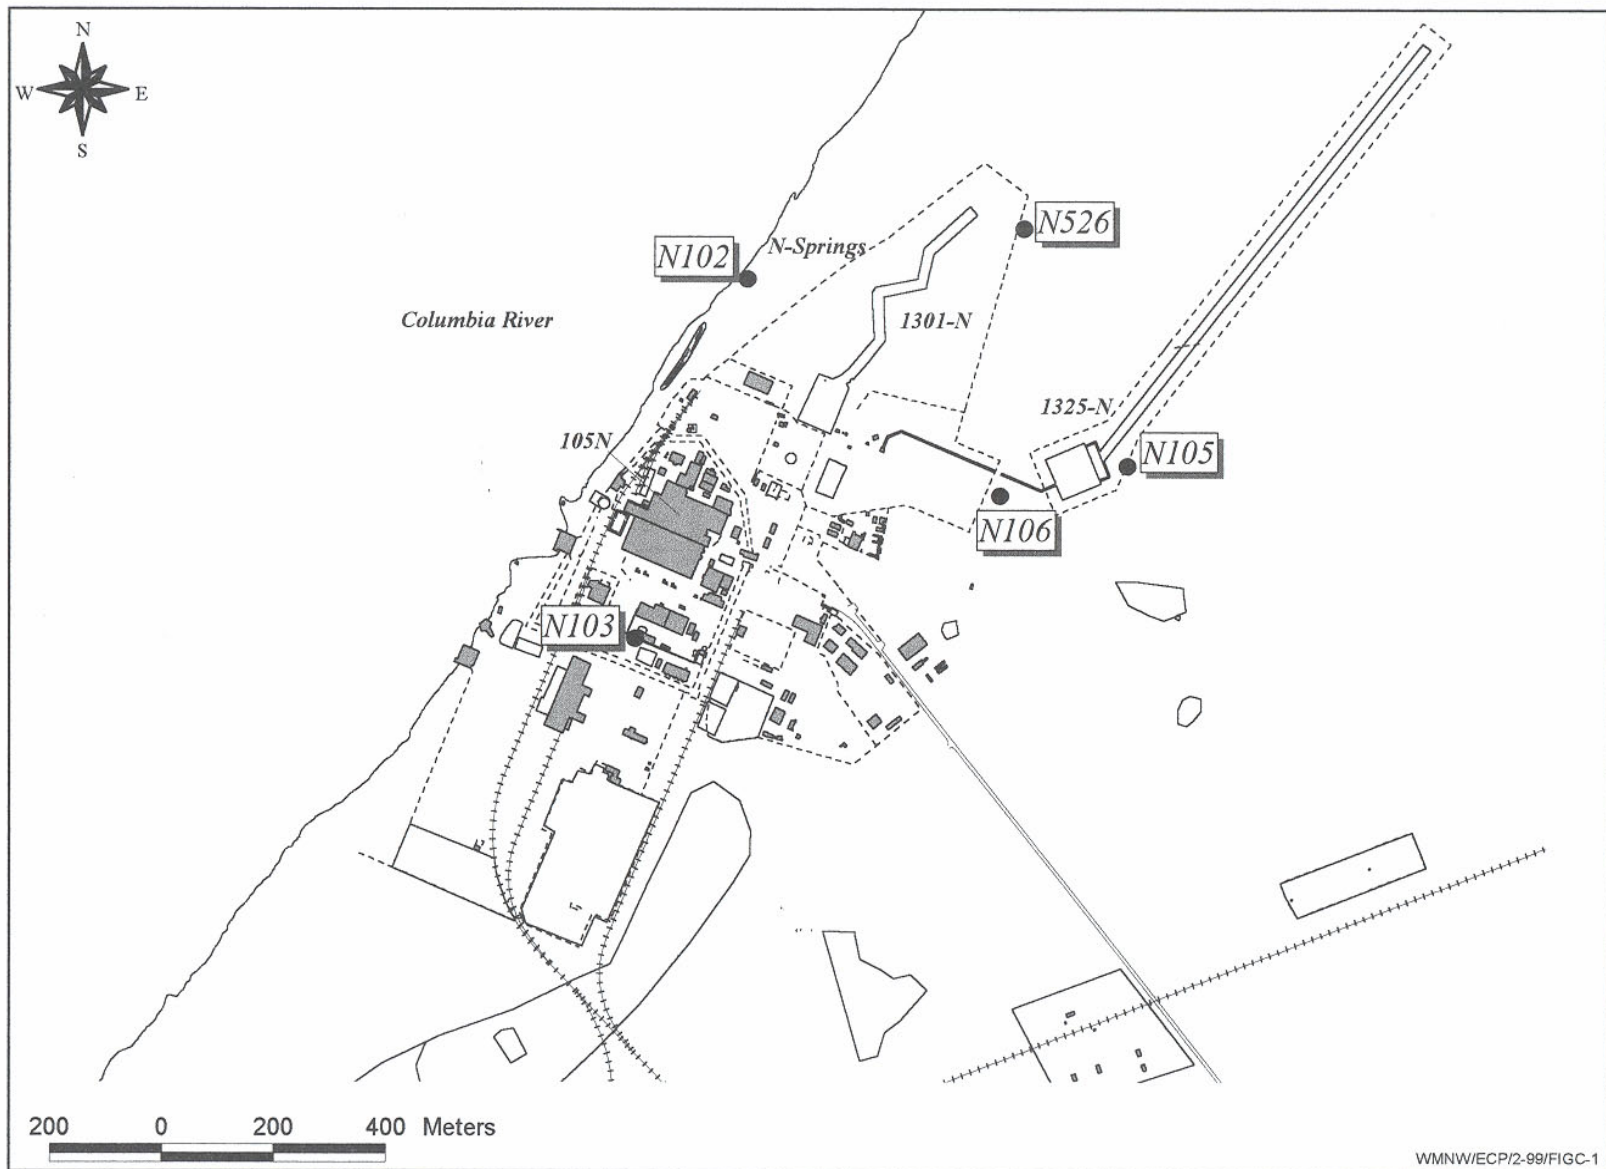 N
W E
S
N526
N102
N-Springs
Columbia River
1301-N
1325-N
105N
N105
N106
N103
200 0 200 400 Meters
WMNW/ECP/2-99/FIGC-1